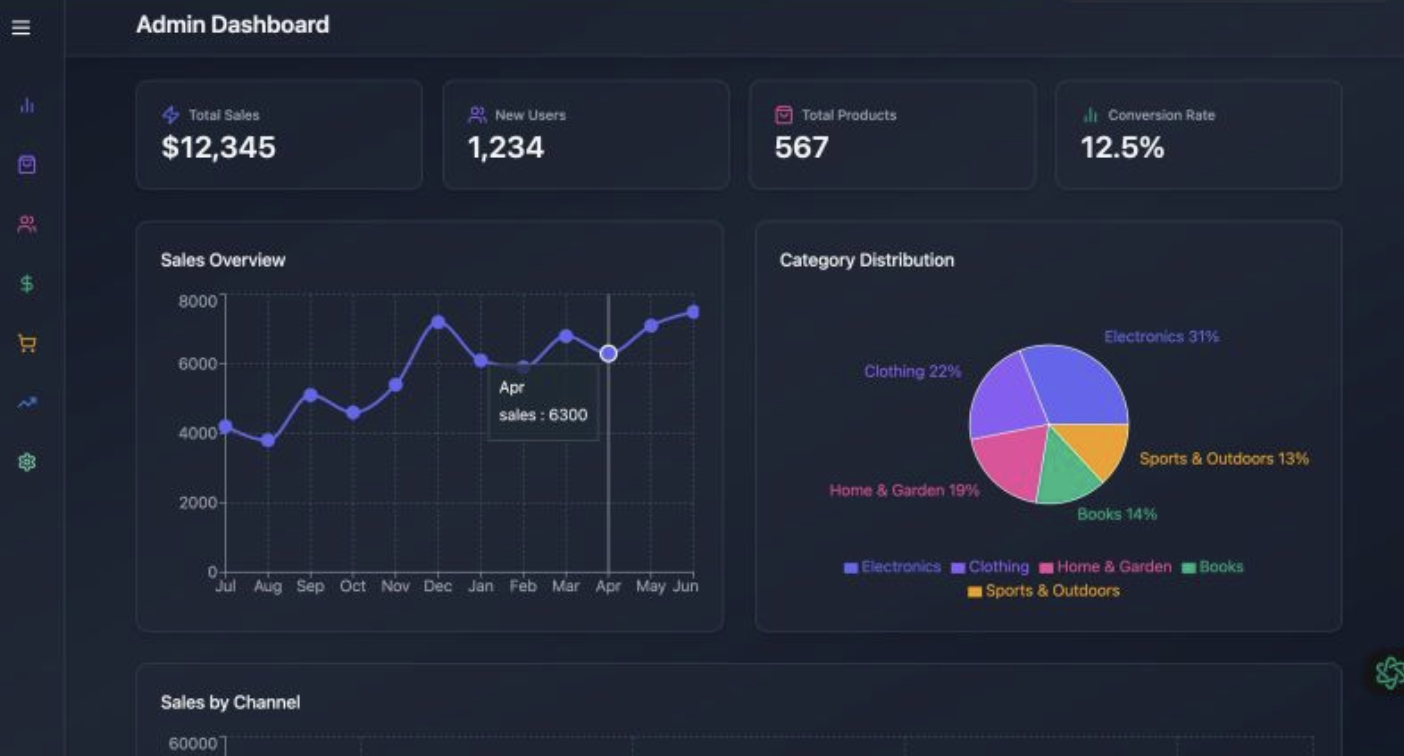 Admin Dashboard
Total Sales
$12,345
New Users
1,234
Total Products
567
Conversion Rate
12.5%
Sales Overview
8000
6000
4000
2000
0
Jul Aug Sep Oct Nov Dec Jan Feb Mar Apr May Jun
Apr
sales : 6300
Category Distribution
Electronics 31%
Clothing 22%
Sports & Outdoors 13%
Home & Garden 19%
Books 14%
Electronics Clothing Home & Garden Books
Sports & Outdoors
Sales by Channel
60000